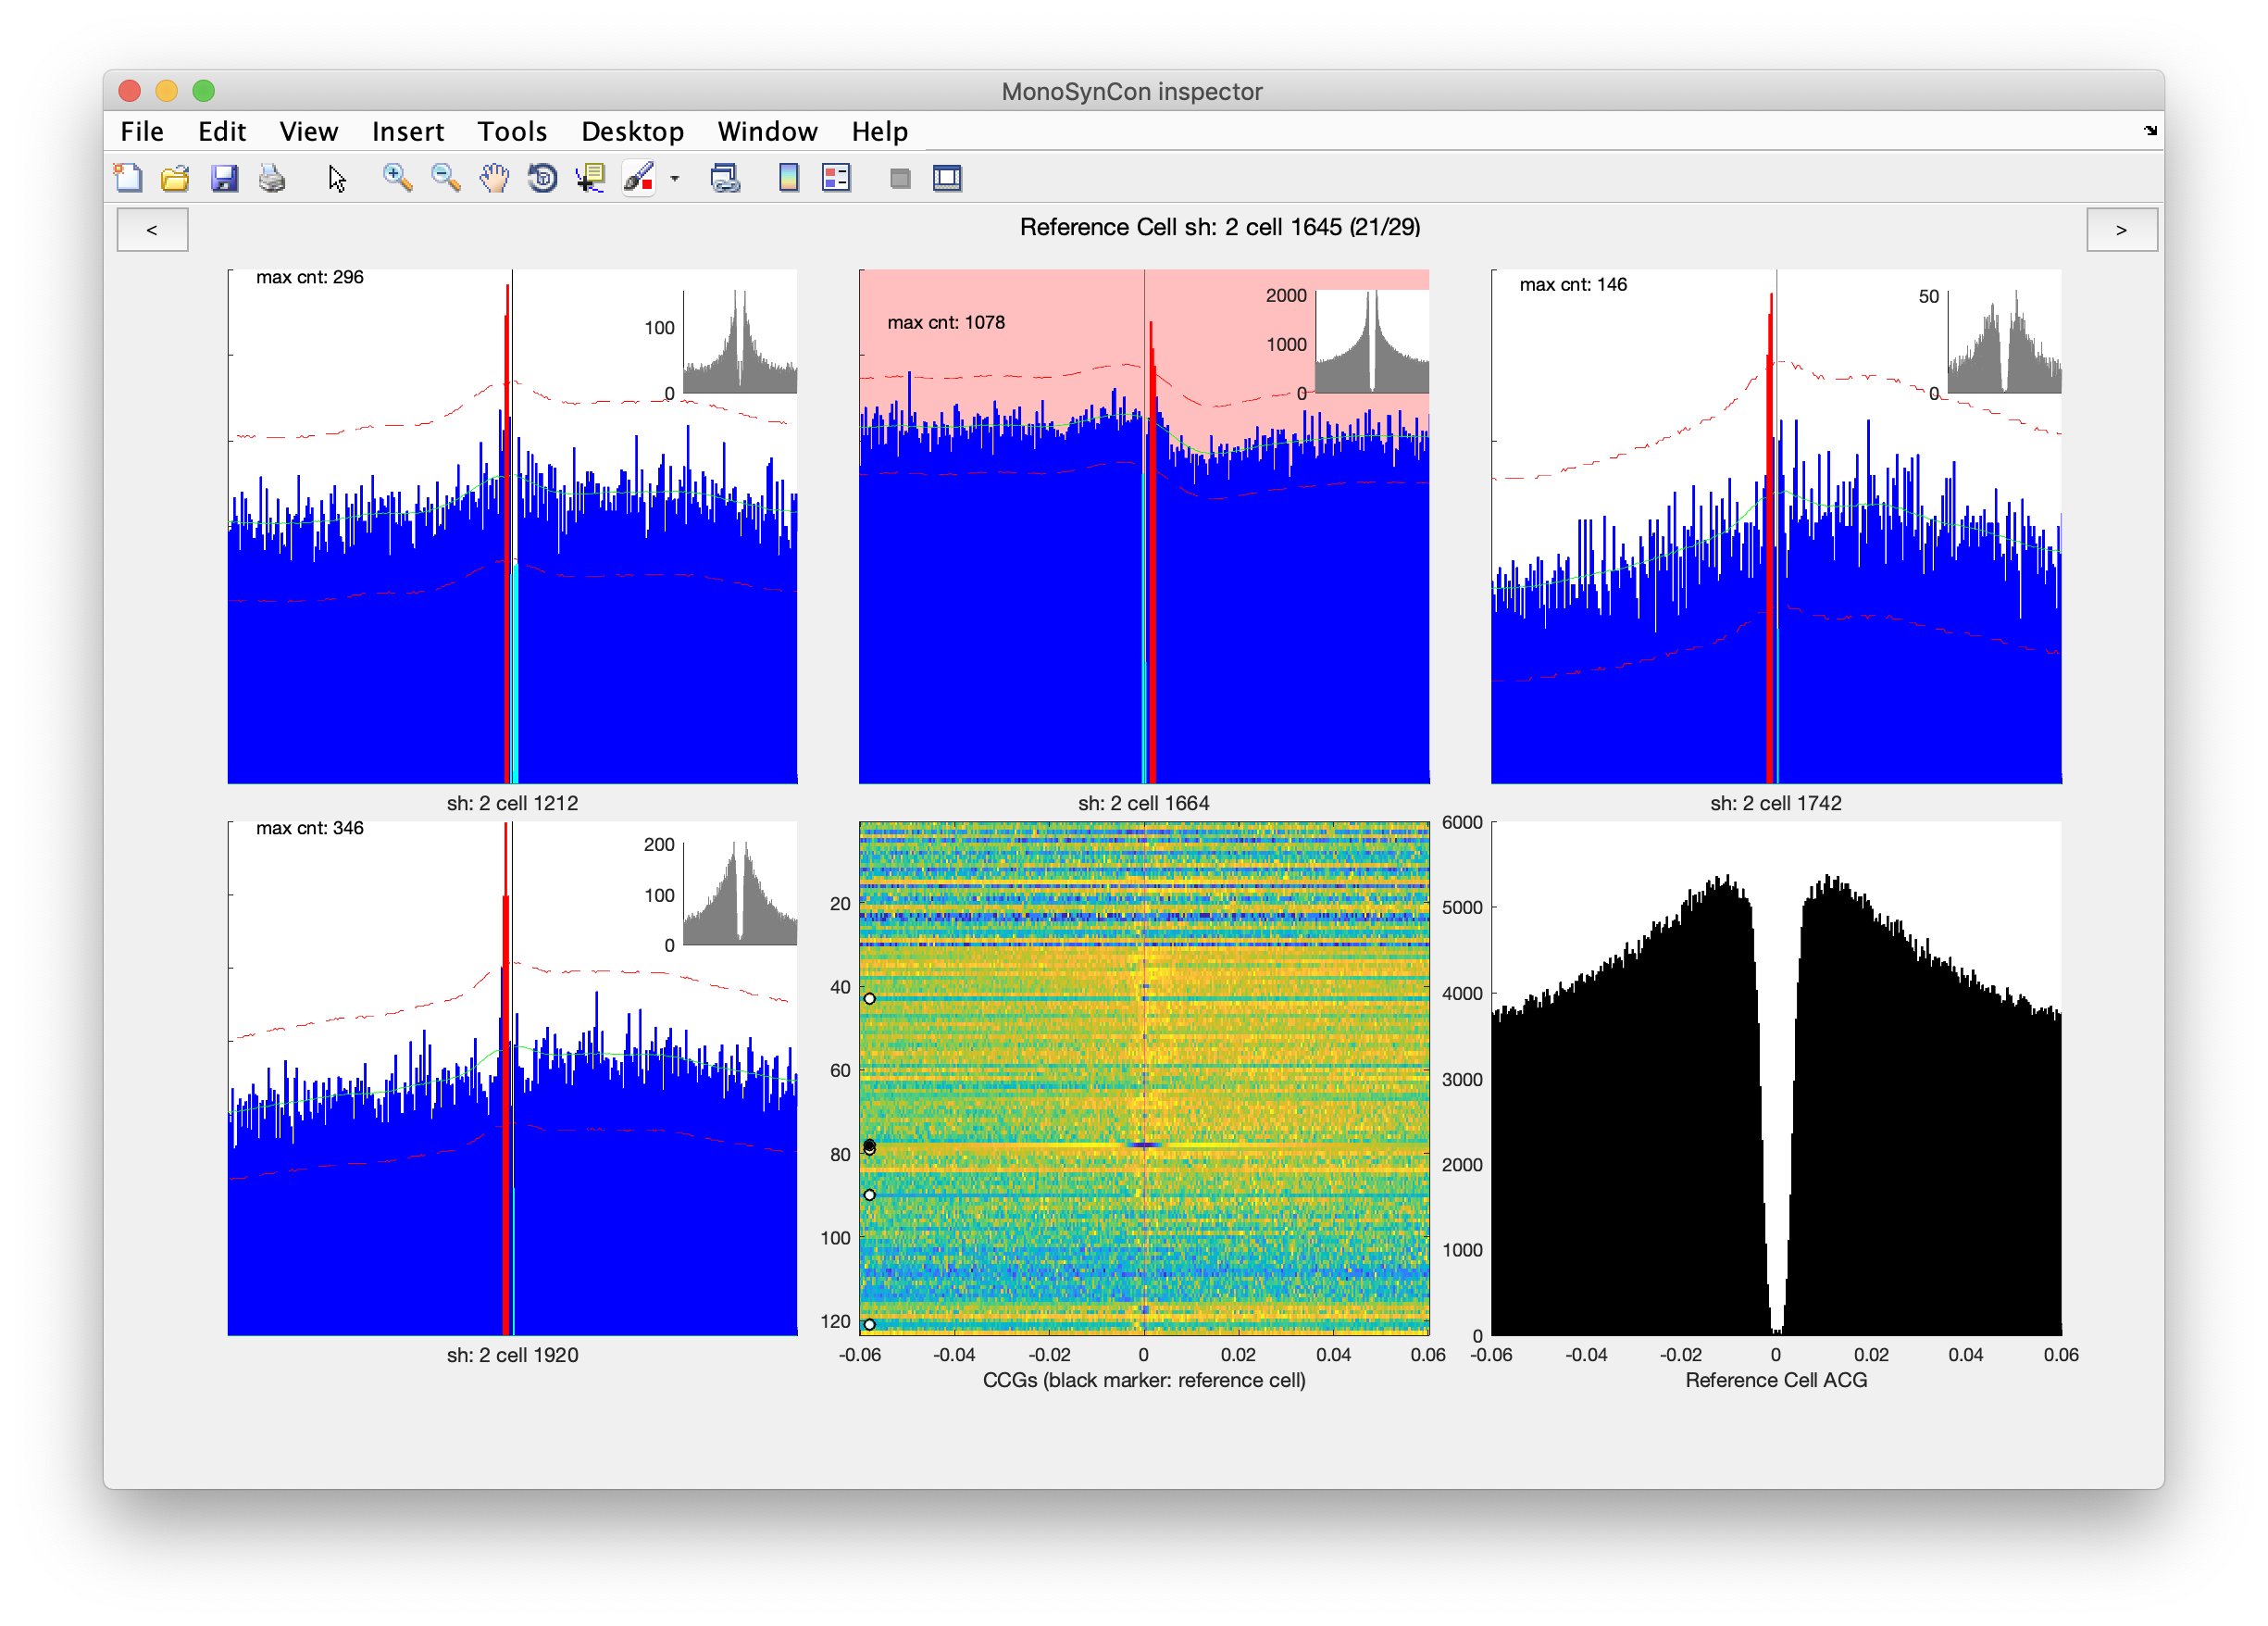 MonoSynCon inspector
File Edit View Insert Tools Desktop Window Help
< Reference Cell sh: 2 cell 1645 (21/29) >
max cnt: 296
100
0
sh: 2 cell 1212
max cnt: 1078
2000
1000
0
sh: 2 cell 1664
max cnt: 146
50
0
sh: 2 cell 1742
max cnt: 346
200
100
0
sh: 2 cell 1920
20
40
60
80
100
120
-0.06 -0.04 -0.02 0 0.02 0.04 0.06
CCGs (black marker: reference cell)
6000
5000
4000
3000
2000
1000
0
-0.06 -0.04 -0.02 0 0.02 0.04 0.06
Reference Cell ACG